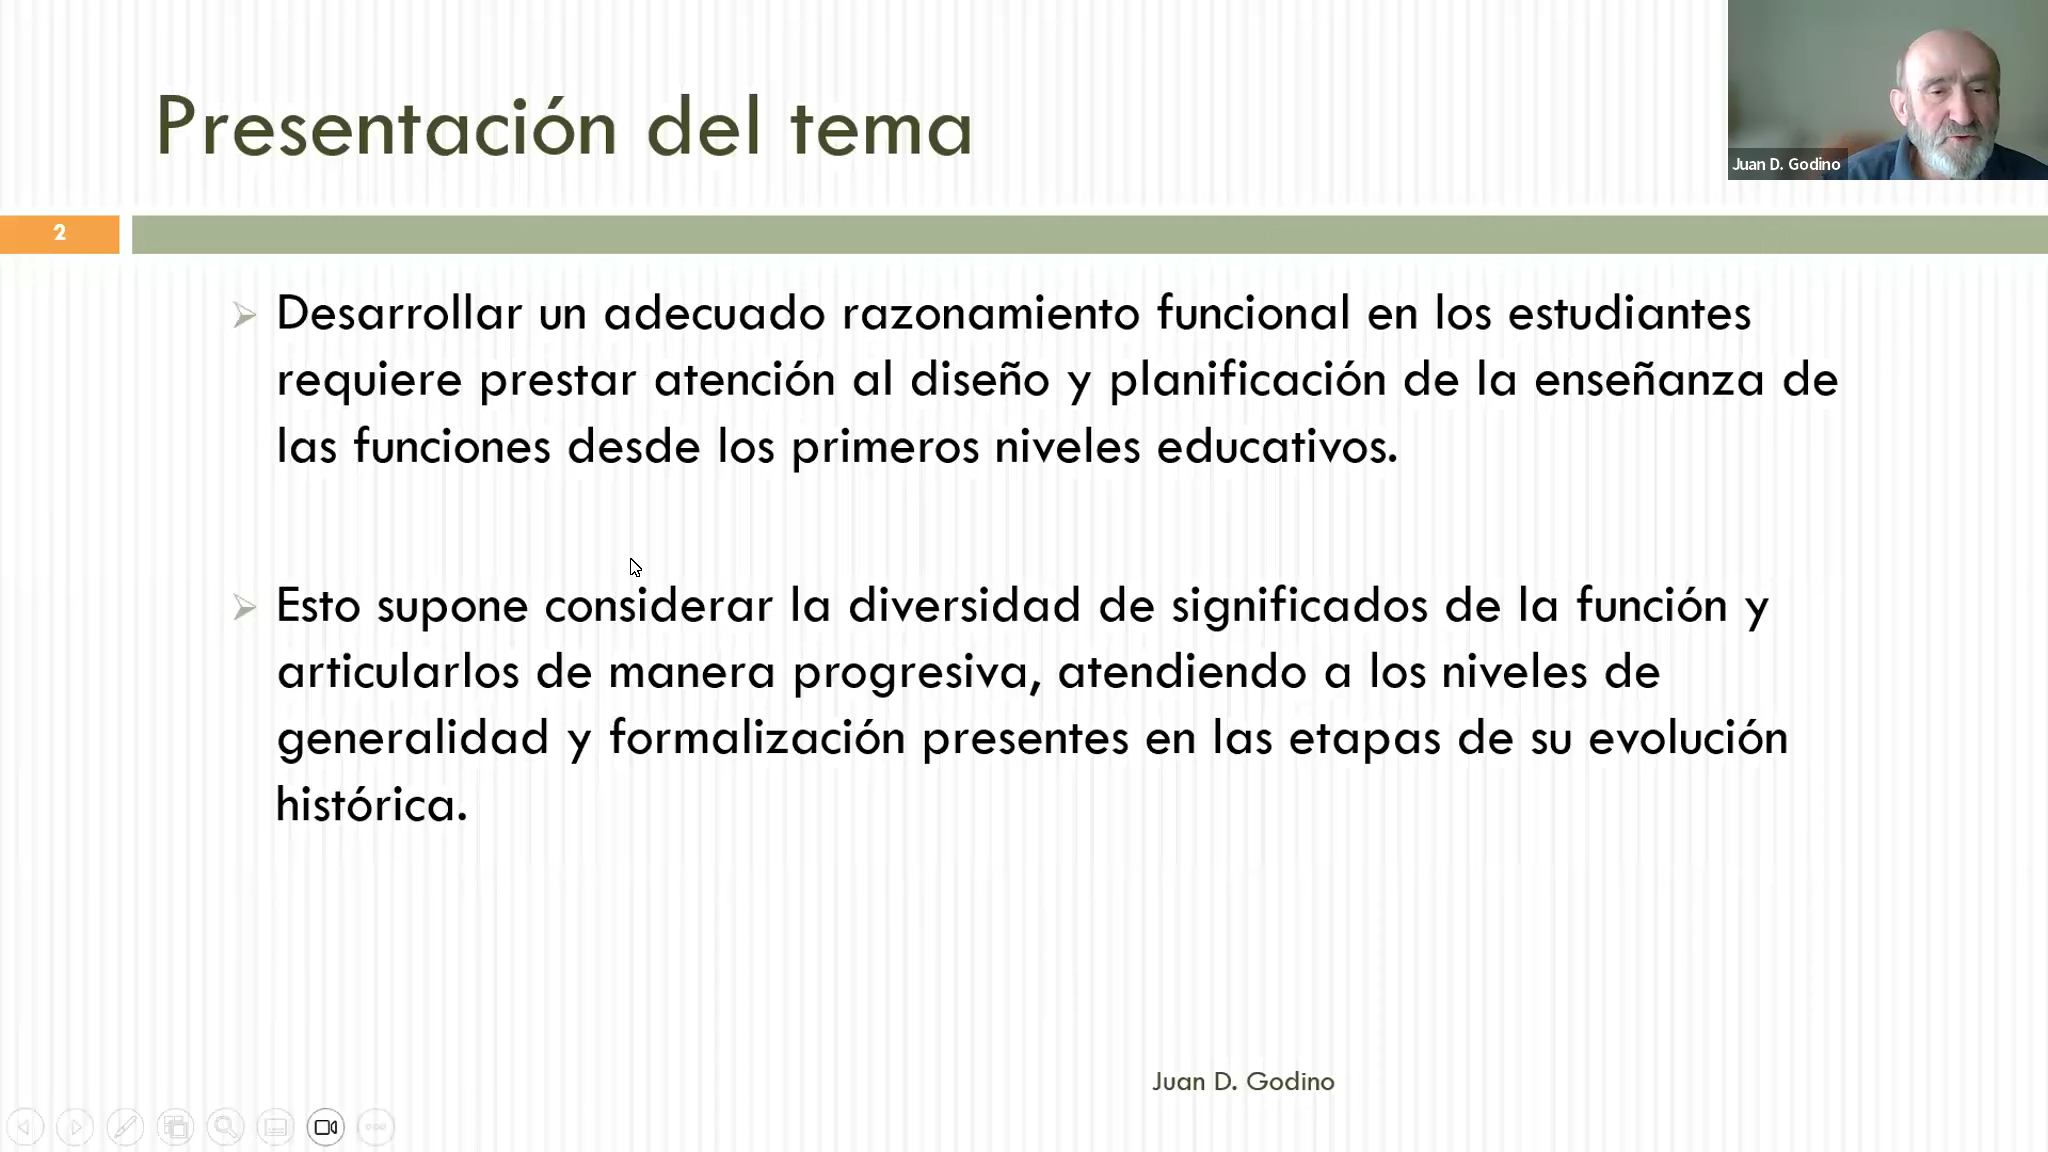 Presentación del tema
Juan D. Godino
2
Desarrollar un adecuado razonamiento funcional en los estudiantes
requiere prestar atención al diseño y planificación de la enseñanza de
las funciones desde los primeros niveles educativos.
Esto supone considerar la diversidad de significados de la función y
articularlos de manera progresiva, atendiendo a los niveles de
generalidad y formalización presentes en las etapas de su evolución
histórica.
Juan D. Godino